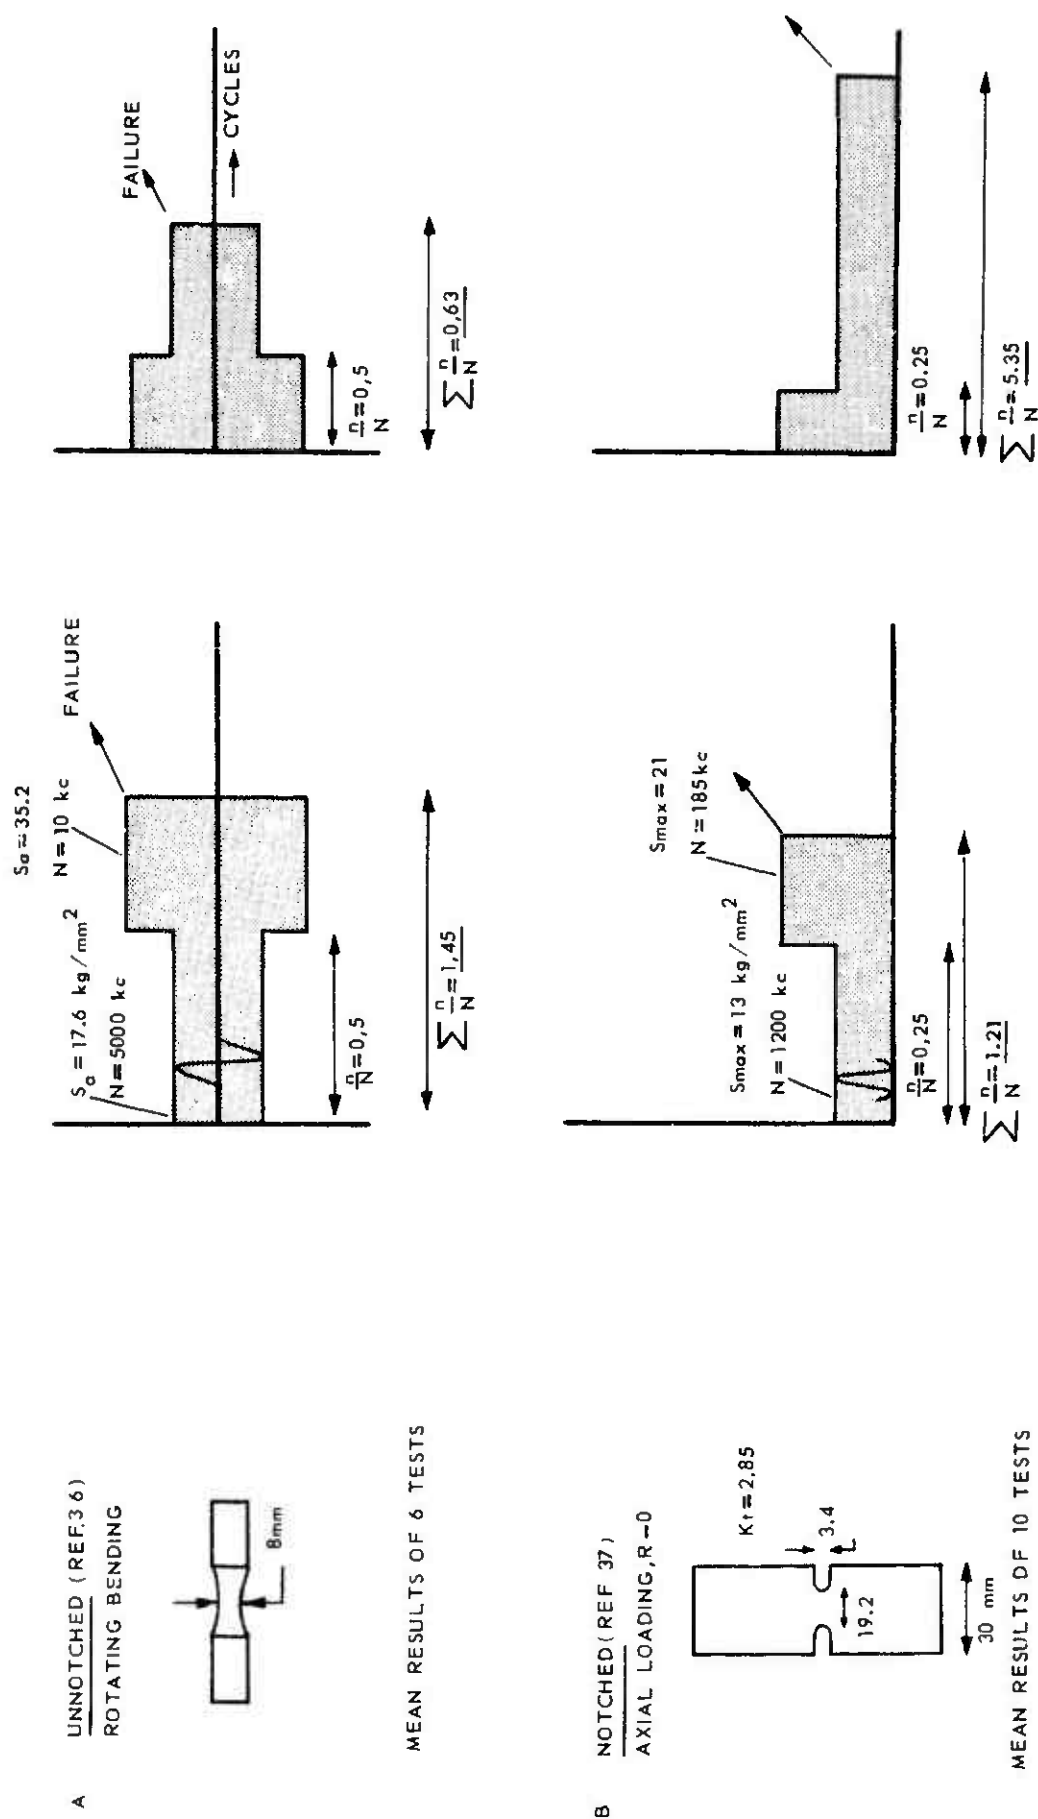 A UNNOTCHED (REF.36)
ROTATING BENDING
8mm
MEAN RESULTS OF 6 TESTS
Sa = 17.6 kg/mm2
N=5000 kc
Sa=35.2
N=10 kc
FAILURE
n/N=0,5
∑ n/N=1,45
FAILURE
CYCLES
n/N=0,5
∑ n/N=0,63
B NOTCHED(REF 37)
AXIAL LOADING,R=0
Kt=2.85
3.4
19.2
30 mm
MEAN RESULTS OF 10 TESTS
Smax=13 kg/mm2
N=1200 kc
Smax=21
N=185kc
n/N=0,25
∑ n/N=1.21
n/N=0.25
∑ n/N=5.35